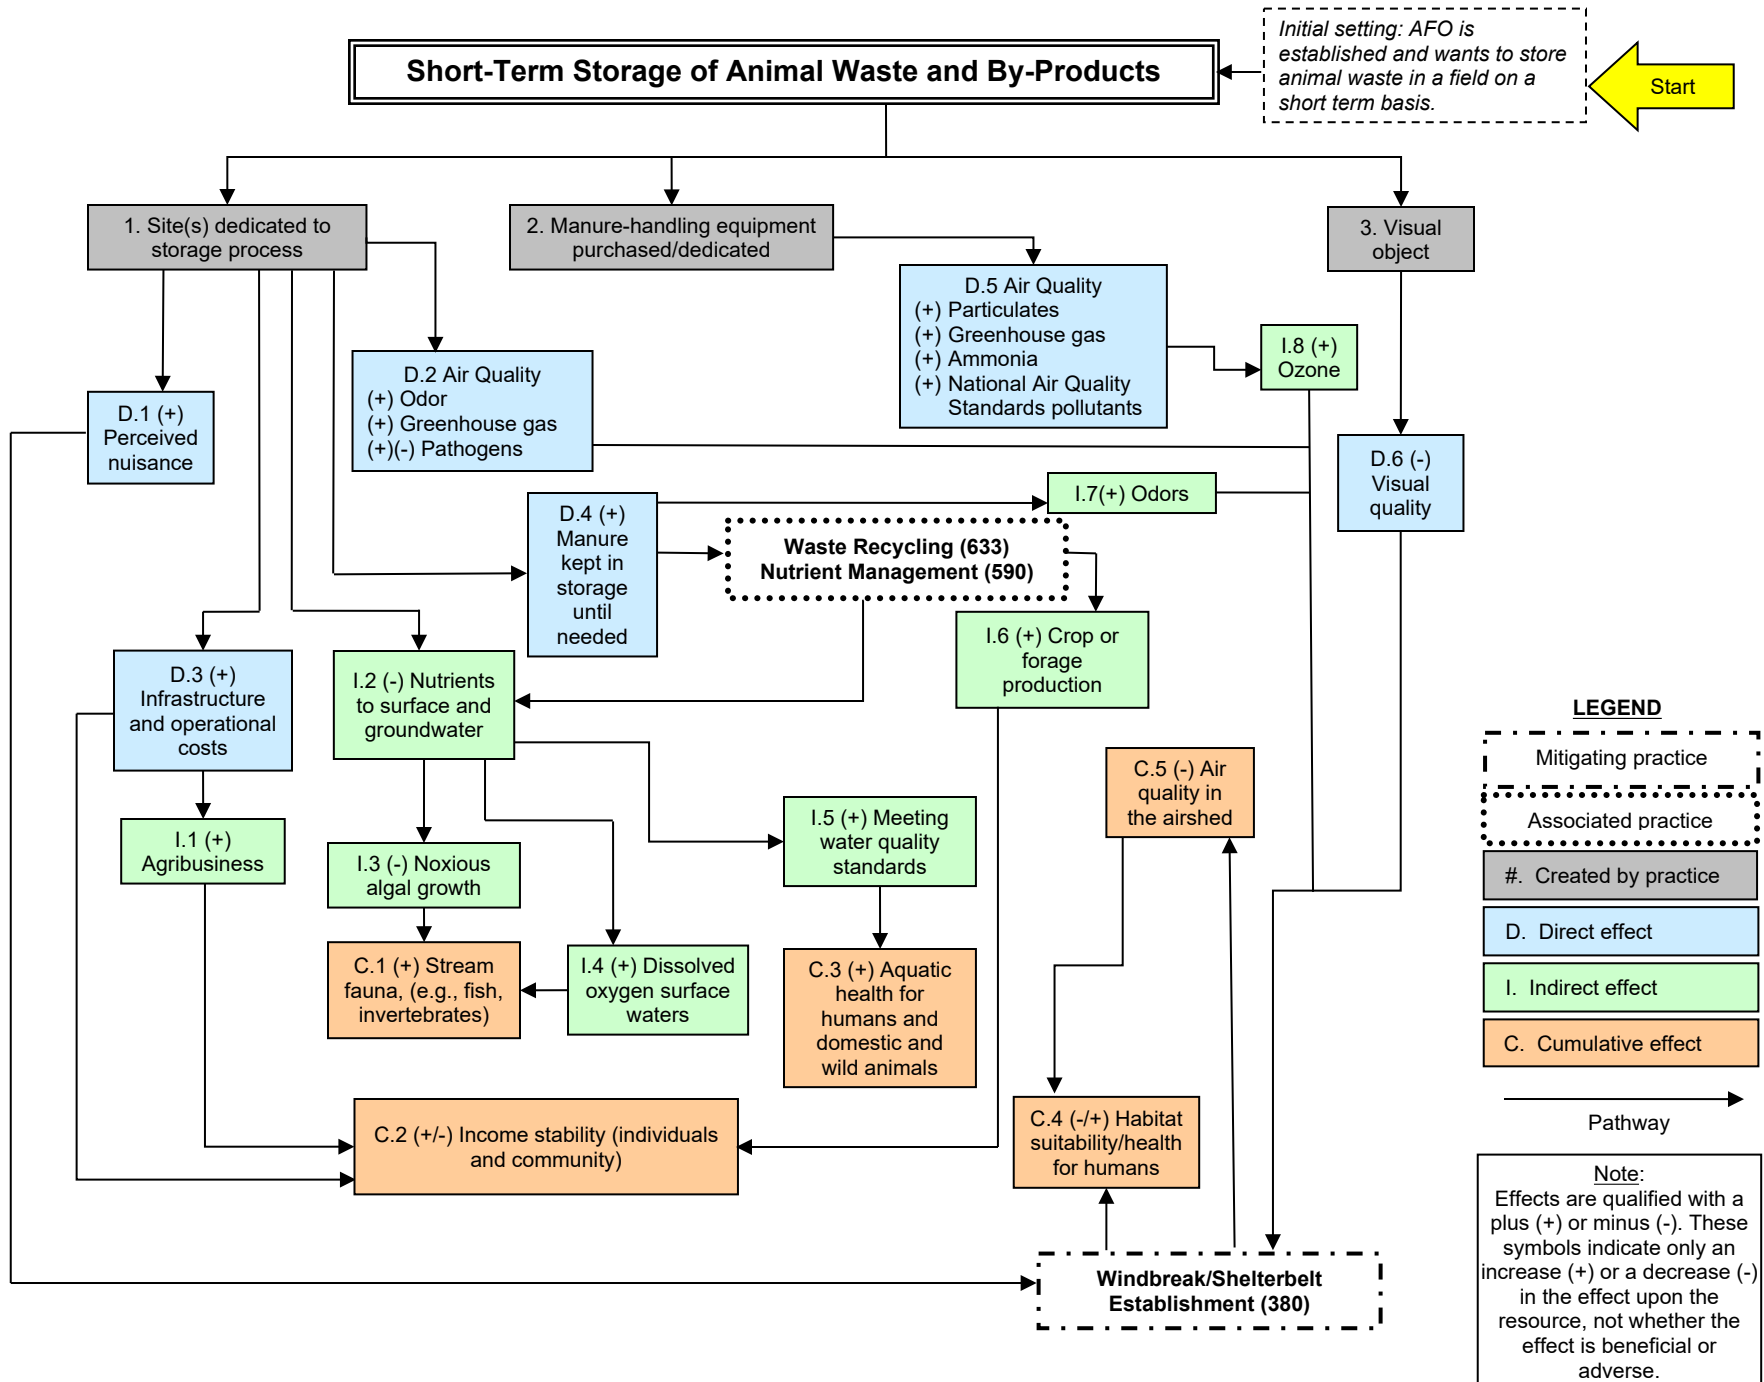 Short-Term Storage of Animal Waste and By-Products
Initial setting: AFO is
established and wants to store
animal waste in a field on a
short term basis.
Start
1. Site(s) dedicated to
storage process
2. Manure-handling equipment
purchased/dedicated
3. Visual
object
D.5 Air Quality
(+) Particulates
(+) Greenhouse gas
(+) Ammonia
(+) National Air Quality
Standards pollutants
I.8 (+)
Ozone
D.2 Air Quality
(+) Odor
(+) Greenhouse gas
(+)(-) Pathogens
D.1 (+)
Perceived
nuisance
D.6 (-)
Visual
quality
I.7(+) Odors
D.4 (+)
Manure
kept in
storage
until
needed
Waste Recycling (633)
Nutrient Management (590)
I.6 (+) Crop or
forage
production
D.3 (+)
Infrastructure
and operational
costs
I.2 (-) Nutrients
to surface and
groundwater
C.5 (-) Air
quality in
the airshed
I.1 (+)
Agribusiness
I.3 (-) Noxious
algal growth
I.5 (+) Meeting
water quality
standards
C.1 (+) Stream
fauna, (e.g., fish,
invertebrates)
I.4 (+) Dissolved
oxygen surface
waters
C.3 (+) Aquatic
health for
humans and
domestic and
wild animals
C.2 (+/-) Income stability (individuals
and community)
C.4 (-/+) Habitat
suitability/health
for humans
Windbreak/Shelterbelt
Establishment (380)
LEGEND
Mitigating practice
Associated practice
#. Created by practice
D. Direct effect
I. Indirect effect
C. Cumulative effect
Pathway
Note:
Effects are qualified with a
plus (+) or minus (-). These
symbols indicate only an
increase (+) or a decrease (-)
in the effect upon the
resource, not whether the
effect is beneficial or
adverse.